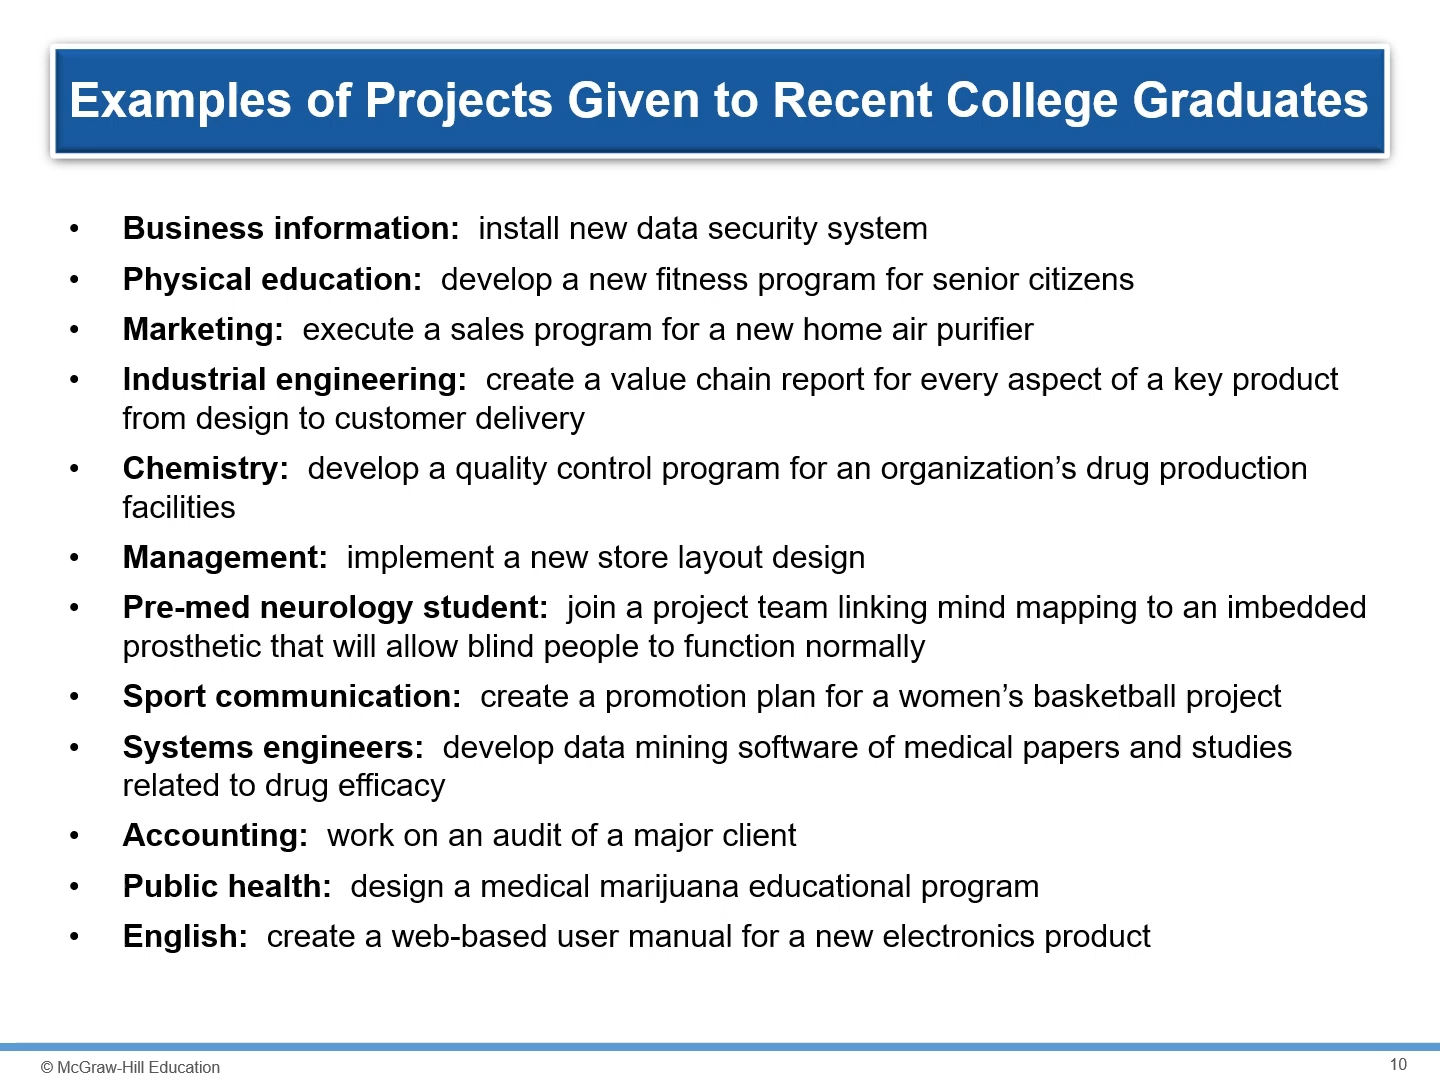 Examples of Projects Given to Recent College Graduates
• Business information:  install new data security system
• Physical education:  develop a new fitness program for senior citizens
• Marketing:  execute a sales program for a new home air purifier
• Industrial engineering:  create a value chain report for every aspect of a key product
from design to customer delivery
• Chemistry:  develop a quality control program for an organization’s drug production
facilities
• Management:  implement a new store layout design
• Pre-med neurology student:  join a project team linking mind mapping to an imbedded
prosthetic that will allow blind people to function normally
• Sport communication:  create a promotion plan for a women’s basketball project
• Systems engineers:  develop data mining software of medical papers and studies
related to drug efficacy
• Accounting:  work on an audit of a major client
• Public health:  design a medical marijuana educational program
• English:  create a web-based user manual for a new electronics product
© McGraw-Hill Education
10